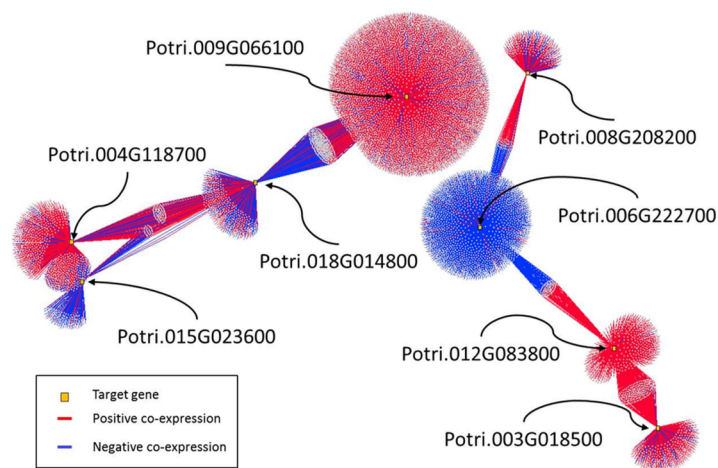 Potri.009G066100
Potri.008G208200
Potri.004G118700
Potri.006G222700
Potri.018G014800
Potri.015G023600
Potri.012G083800
Potri.003G018500
Target gene
Positive co-expression
Negative co-expression